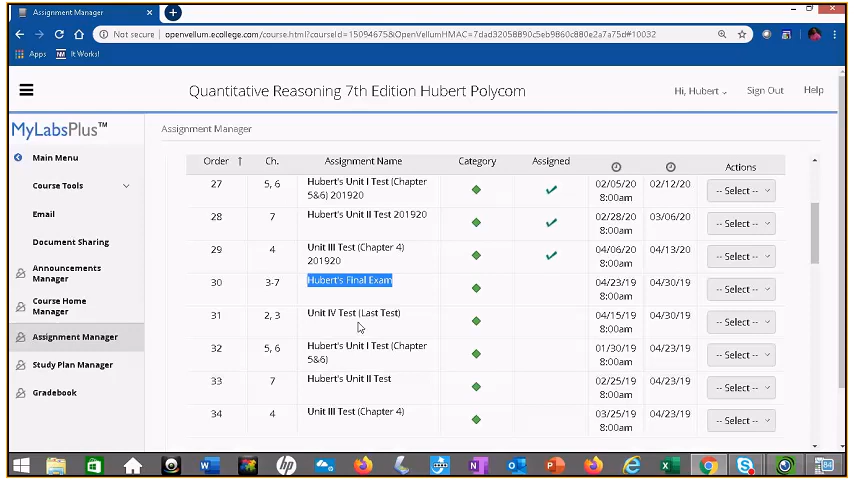 Assignment Manager
Not secure | openvellum.ecollege.com/course.html?courseId=15094675&OpenVellumHMAC=7dad32058890c5eb9860c880e2a7a75d#10032
Apps
NM It Works!
Quantitative Reasoning 7th Edition Hubert Polycom
Hi, Hubert
Sign Out
Help
MyLabsPlus™
Main Menu
Course Tools
Email
Document Sharing
Announcements
Manager
Course Home
Manager
Assignment Manager
Study Plan Manager
Gradebook
Assignment Manager
Order Ch. Assignment Name Category Assigned Actions
27 5, 6 Hubert's Unit I Test (Chapter 02/05/20 02/12/20 -- Select --
5&6) 201920 8:00am
28 7 Hubert's Unit II Test 201920 02/28/20 03/06/20 -- Select --
8:00am
29 4 Unit III Test (Chapter 4) 04/06/20 04/13/20 -- Select --
201920 8:00am
30 3-7 Hubert's Final Exam 04/23/19 04/30/19 -- Select --
8:00am
31 2, 3 Unit IV Test (Last Test) 04/15/19 04/30/19 -- Select --
8:00am
32 5, 6 Hubert's Unit I Test (Chapter 01/30/19 04/23/19 -- Select --
5&6) 8:00am
33 7 Hubert's Unit II Test 02/25/19 04/23/19 -- Select --
8:00am
34 4 Unit III Test (Chapter 4) 03/25/19 04/23/19 -- Select --
8:00am